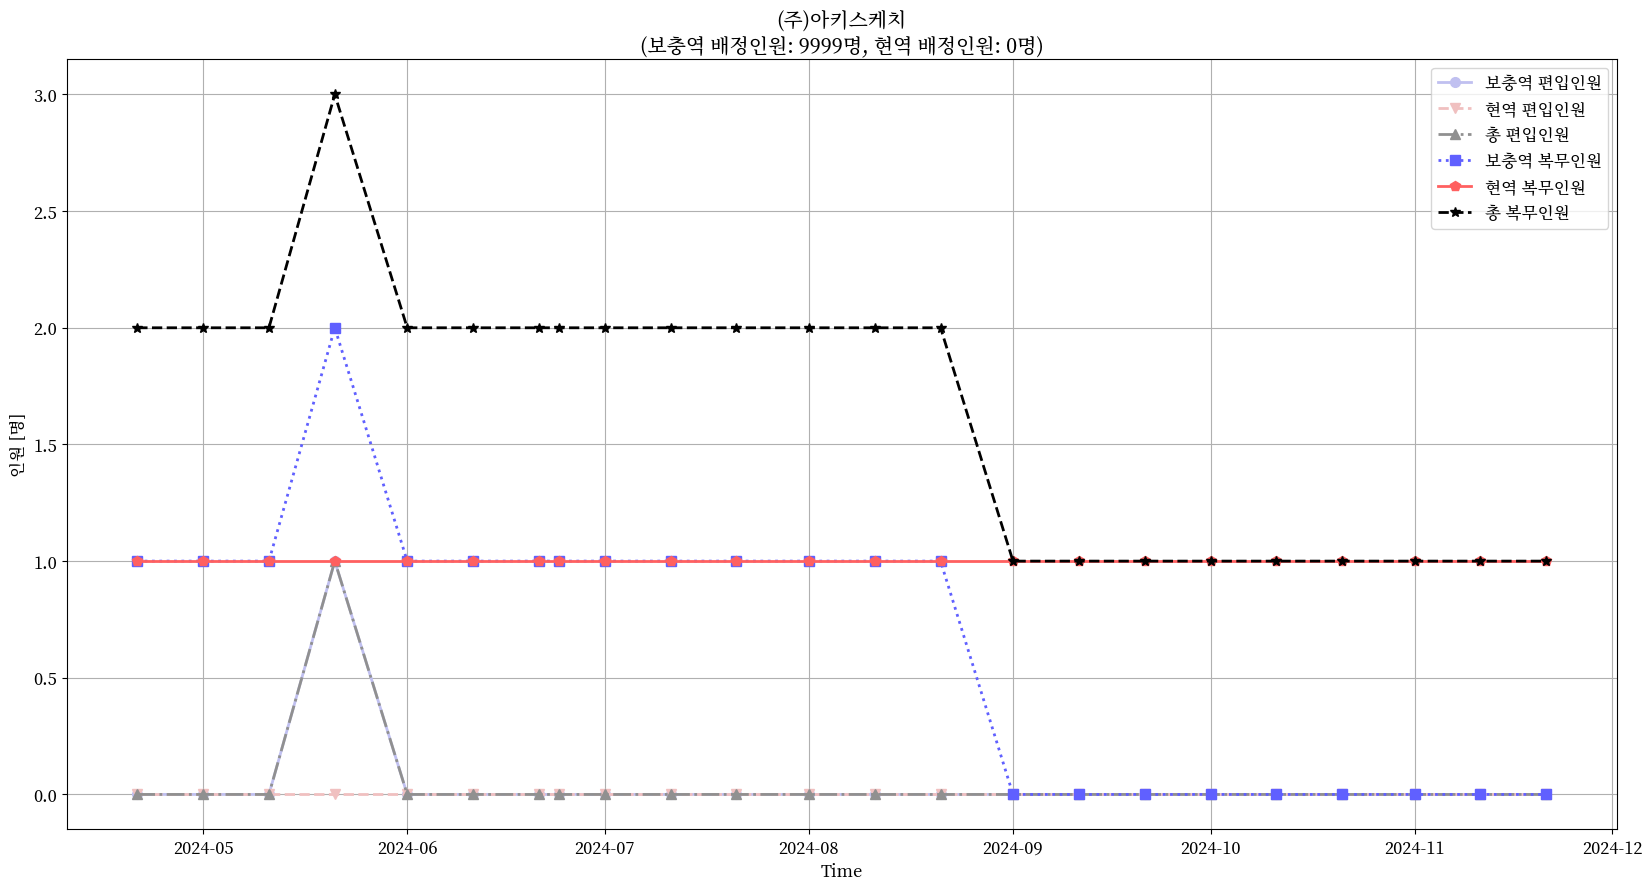 (주)아키스케치
(보충역 배정인원: 9999명, 현역 배정인원: 0명)
보충역 편입인원
현역 편입인원
총 편입인원
보충역 복무인원
현역 복무인원
총 복무인원
인원 [명]
3.0
2.5
2.0
1.5
1.0
0.5
0.0
2024-05 2024-06 2024-07 2024-08 2024-09 2024-10 2024-11 2024-12
Time